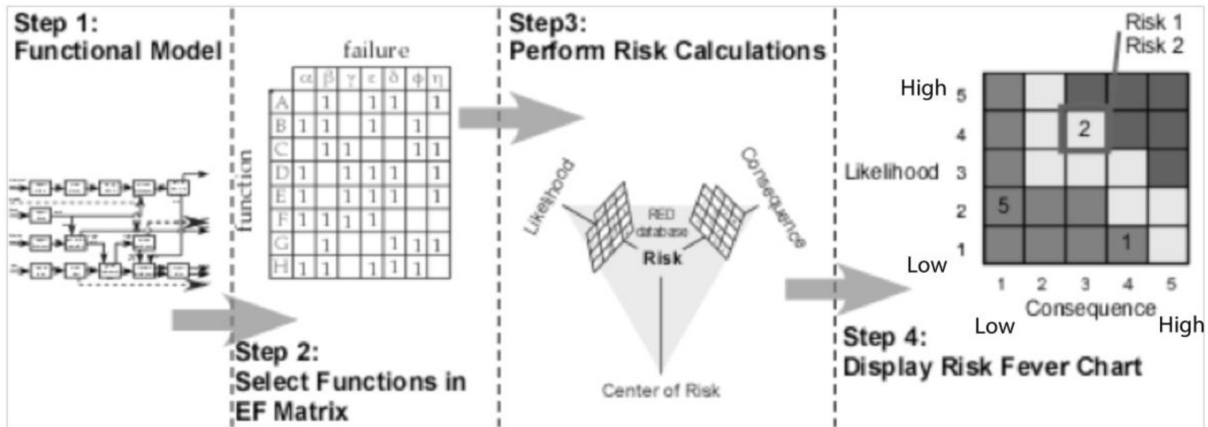 Step 1:
Functional Model
failure
α β γ ε δ φ η
function
A 1 1 1 1
B 1 1 1 1
C 1 1 1 1
D 1 1 1 1 1
E 1 1 1 1 1
F 1 1 1 1
G 1 1 1 1
H 1 1 1 1 1
Step 2:
Select Functions in
EF Matrix
Step3:
Perform Risk Calculations
Likelihood
Consequence
RED
database
Risk
Center of Risk
Risk 1
Risk 2
High
5
4
2
Likelihood
3
2
5
1
1
Low
1 2 3 4 5
Consequence
Low
High
Step 4:
Display Risk Fever Chart